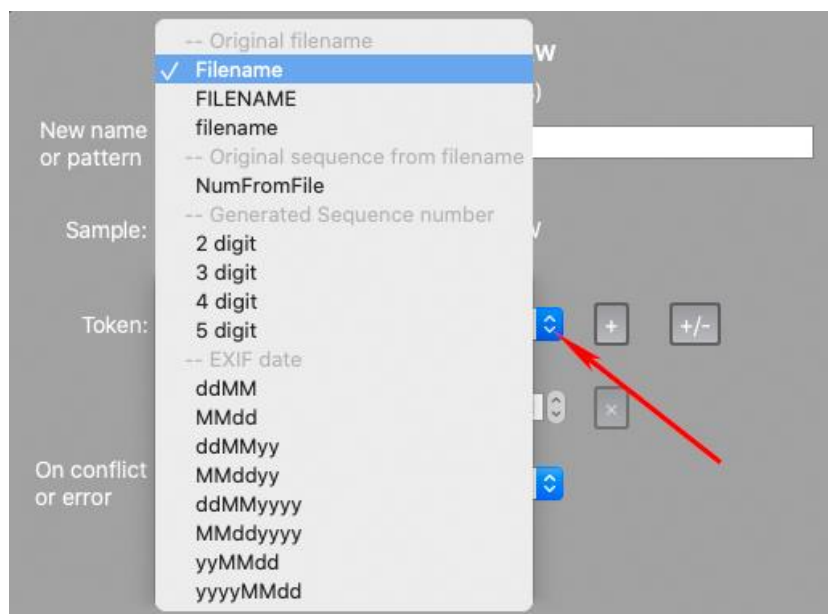 -- Original filename
W
✓ Filename
)
FILENAME
New name
or pattern
filename
-- Original sequence from filename
NumFromFile
-- Generated Sequence number
Sample:
2 digit
3 digit
4 digit
Token:
5 digit
+
+/-
-- EXIF date
ddMM
MMdd
×
ddMMyy
On conflict
or error
MMddyy
ddMMyyyy
MMddyyyy
yyMMdd
yyyyMMdd